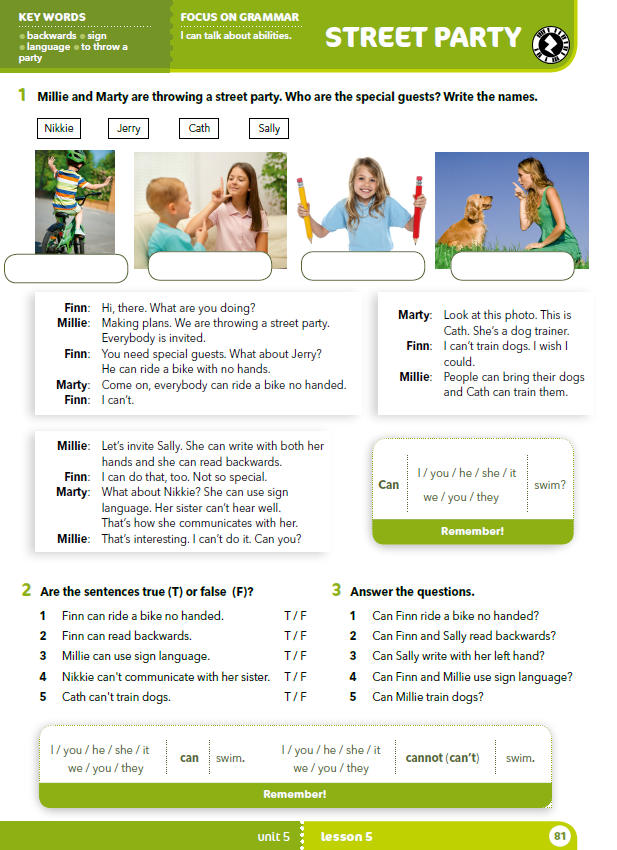 KEY WORDS
● backwards ● sign
● language ● to throw a
party
FOCUS ON GRAMMAR
I can talk about abilities.
STREET PARTY
1 Millie and Marty are throwing a street party. Who are the special guests? Write the names.
Nikkie
Jerry
Cath
Sally
Finn: Hi, there. What are you doing?
Millie: Making plans. We are throwing a street party.
Everybody is invited.
Finn: You need special guests. What about Jerry?
He can ride a bike with no hands.
Marty: Come on, everybody can ride a bike no handed.
Finn: I can't.
Marty: Look at this photo. This is
Cath. She's a dog trainer.
Finn: I can't train dogs. I wish I
could.
Millie: People can bring their dogs
and Cath can train them.
Millie: Let's invite Sally. She can write with both her
hands and she can read backwards.
Finn: I can do that, too. Not so special.
Marty: What about Nikkie? She can use sign
language. Her sister can't hear well.
That's how she communicates with her.
Millie: That's interesting. I can't do it. Can you?
Can
I / you / he / she / it
we / you / they
swim?
Remember!
2 Are the sentences true (T) or false (F)?
1 Finn can ride a bike no handed. T / F
2 Finn can read backwards. T / F
3 Millie can use sign language. T / F
4 Nikkie can't communicate with her sister. T / F
5 Cath can't train dogs. T / F
3 Answer the questions.
1 Can Finn ride a bike no handed?
2 Can Finn and Sally read backwards?
3 Can Sally write with her left hand?
4 Can Finn and Millie use sign language?
5 Can Millie train dogs?
I / you / he / she / it
we / you / they
can
swim.
I / you / he / she / it
we / you / they
cannot (can't)
swim.
Remember!
unit 5
lesson 5
81